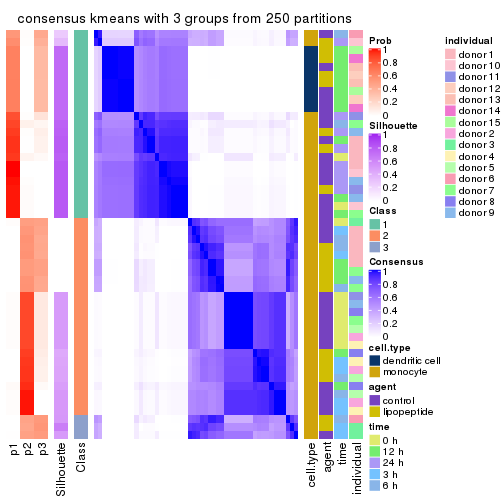 consensus kmeans with 3 groups from 250 partitions
Prob
1
0.8
0.6
0.4
0.2
0
Silhouette
1
0.8
0.6
0.4
0.2
0
Class
1
2
3
Consensus
1
0.8
0.6
0.4
0.2
0
cell.type
dendritic cell
monocyte
agent
control
lipopeptide
time
0 h
12 h
24 h
3 h
6 h
individual
donor 1
donor 10
donor 11
donor 12
donor 13
donor 14
donor 15
donor 2
donor 3
donor 4
donor 5
donor 6
donor 7
donor 8
donor 9
p1
p2
p3
Silhouette
Class
cell.type
agent
time
individual